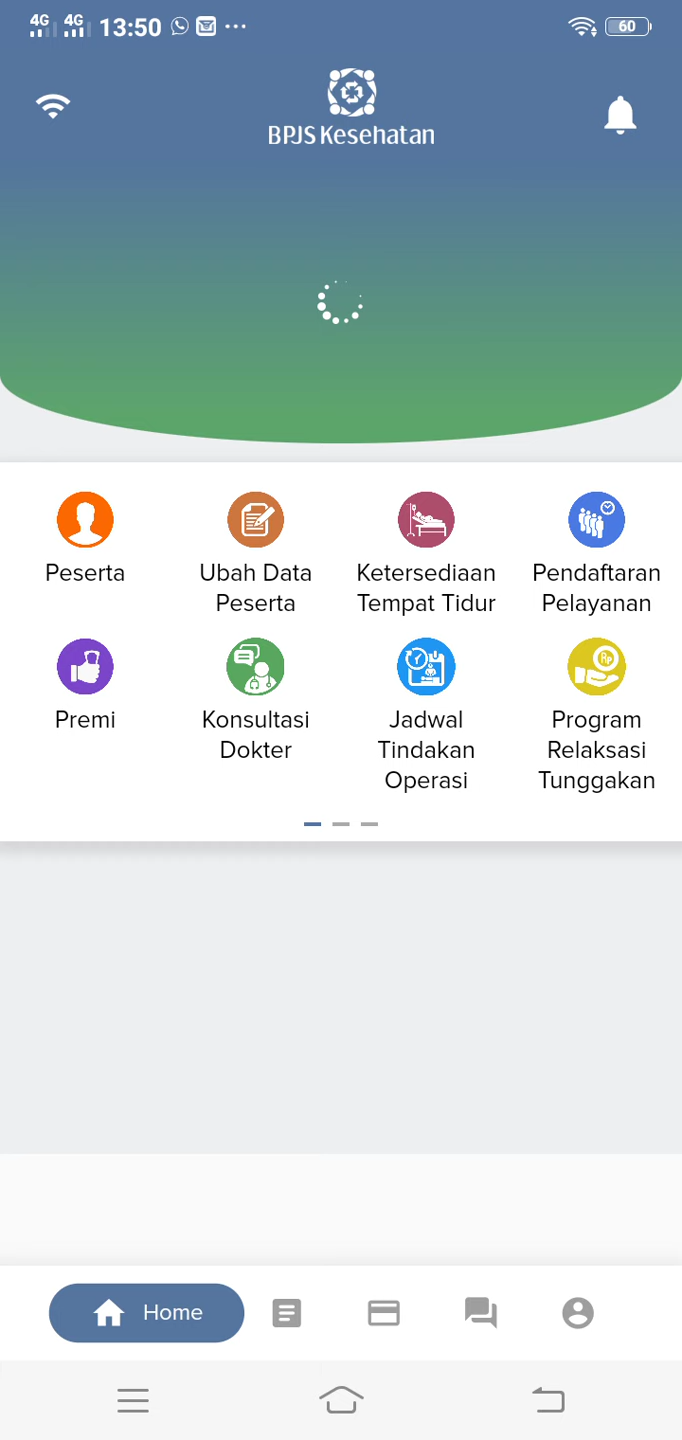 4G 4G 13:50 60
BPJS Kesehatan
Peserta
Ubah Data
Peserta
Ketersediaan
Tempat Tidur
Pendaftaran
Pelayanan
Rp
Premi
Konsultasi
Dokter
Jadwal
Tindakan
Operasi
Program
Relaksasi
Tunggakan
Home